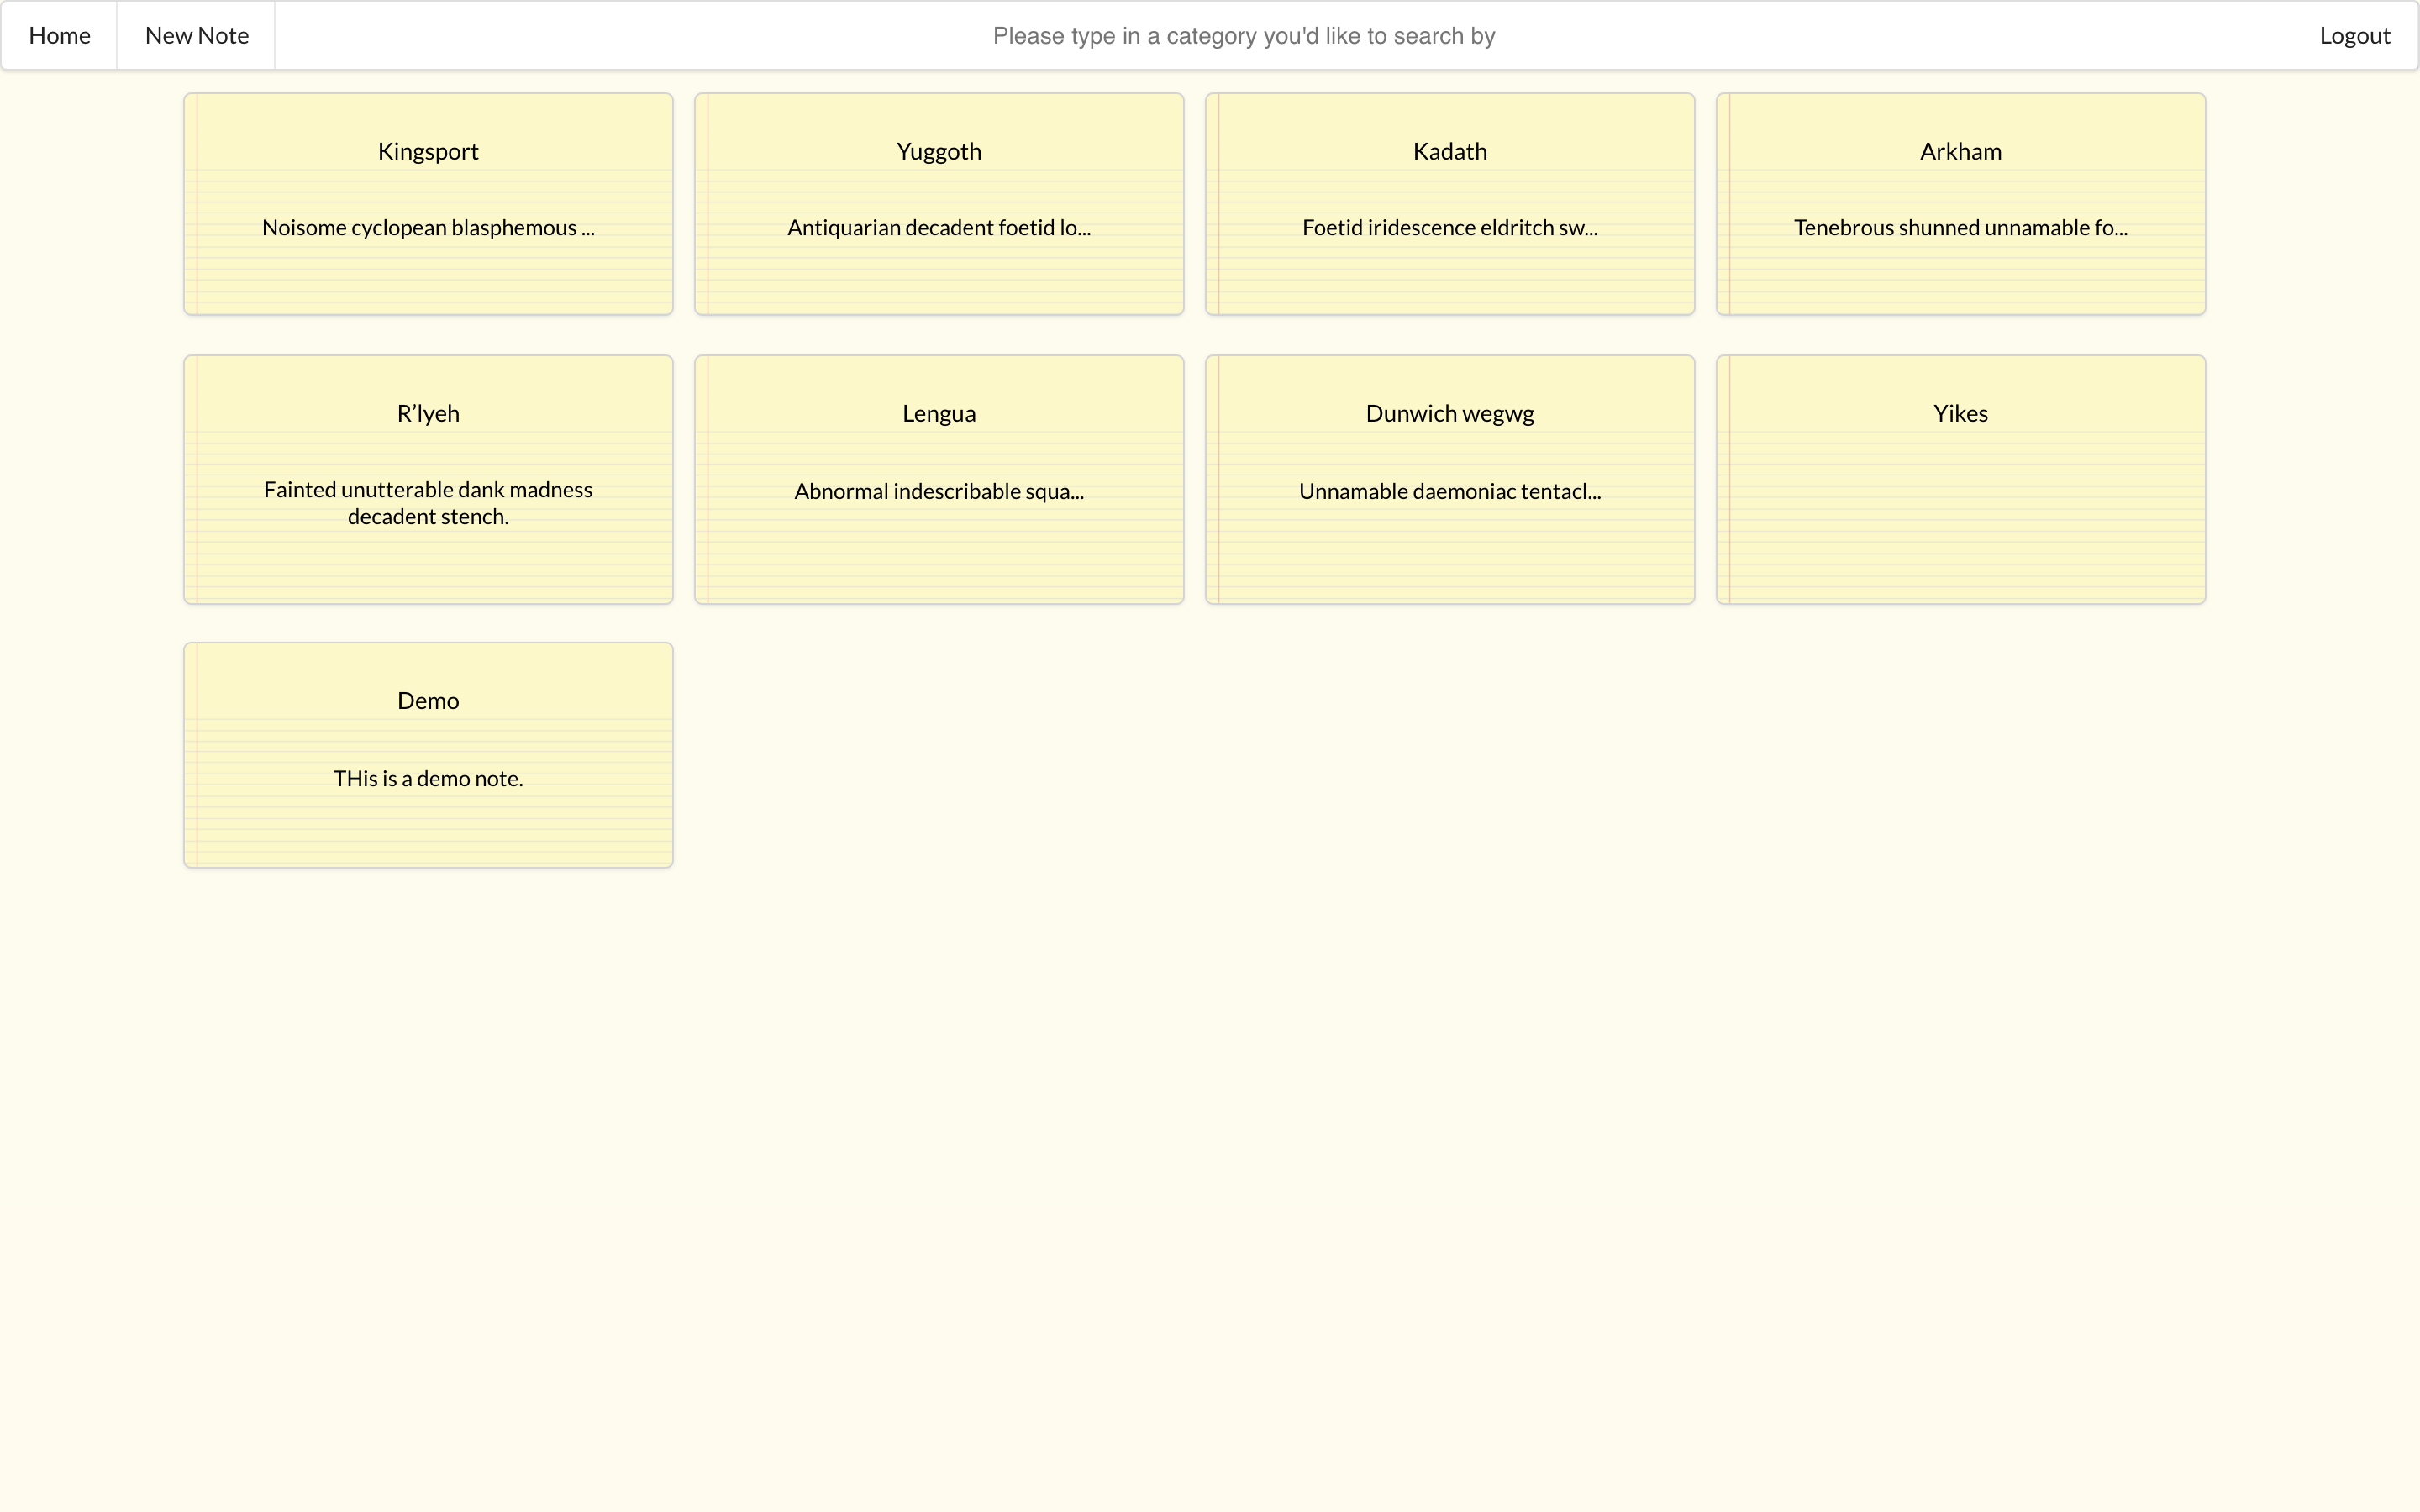 Home
New Note
Please type in a category you'd like to search by
Logout
Kingsport
Noisome cyclopean blasphemous ...
Yuggoth
Antiquarian decadent foetid lo...
Kadath
Foetid iridescence eldritch sw...
Arkham
Tenebrous shunned unnamable fo...
R’lyeh
Fainted unutterable dank madness
decadent stench.
Lengua
Abnormal indescribable squa...
Dunwich wegwg
Unnamable daemoniac tentacl...
Yikes
Demo
THis is a demo note.